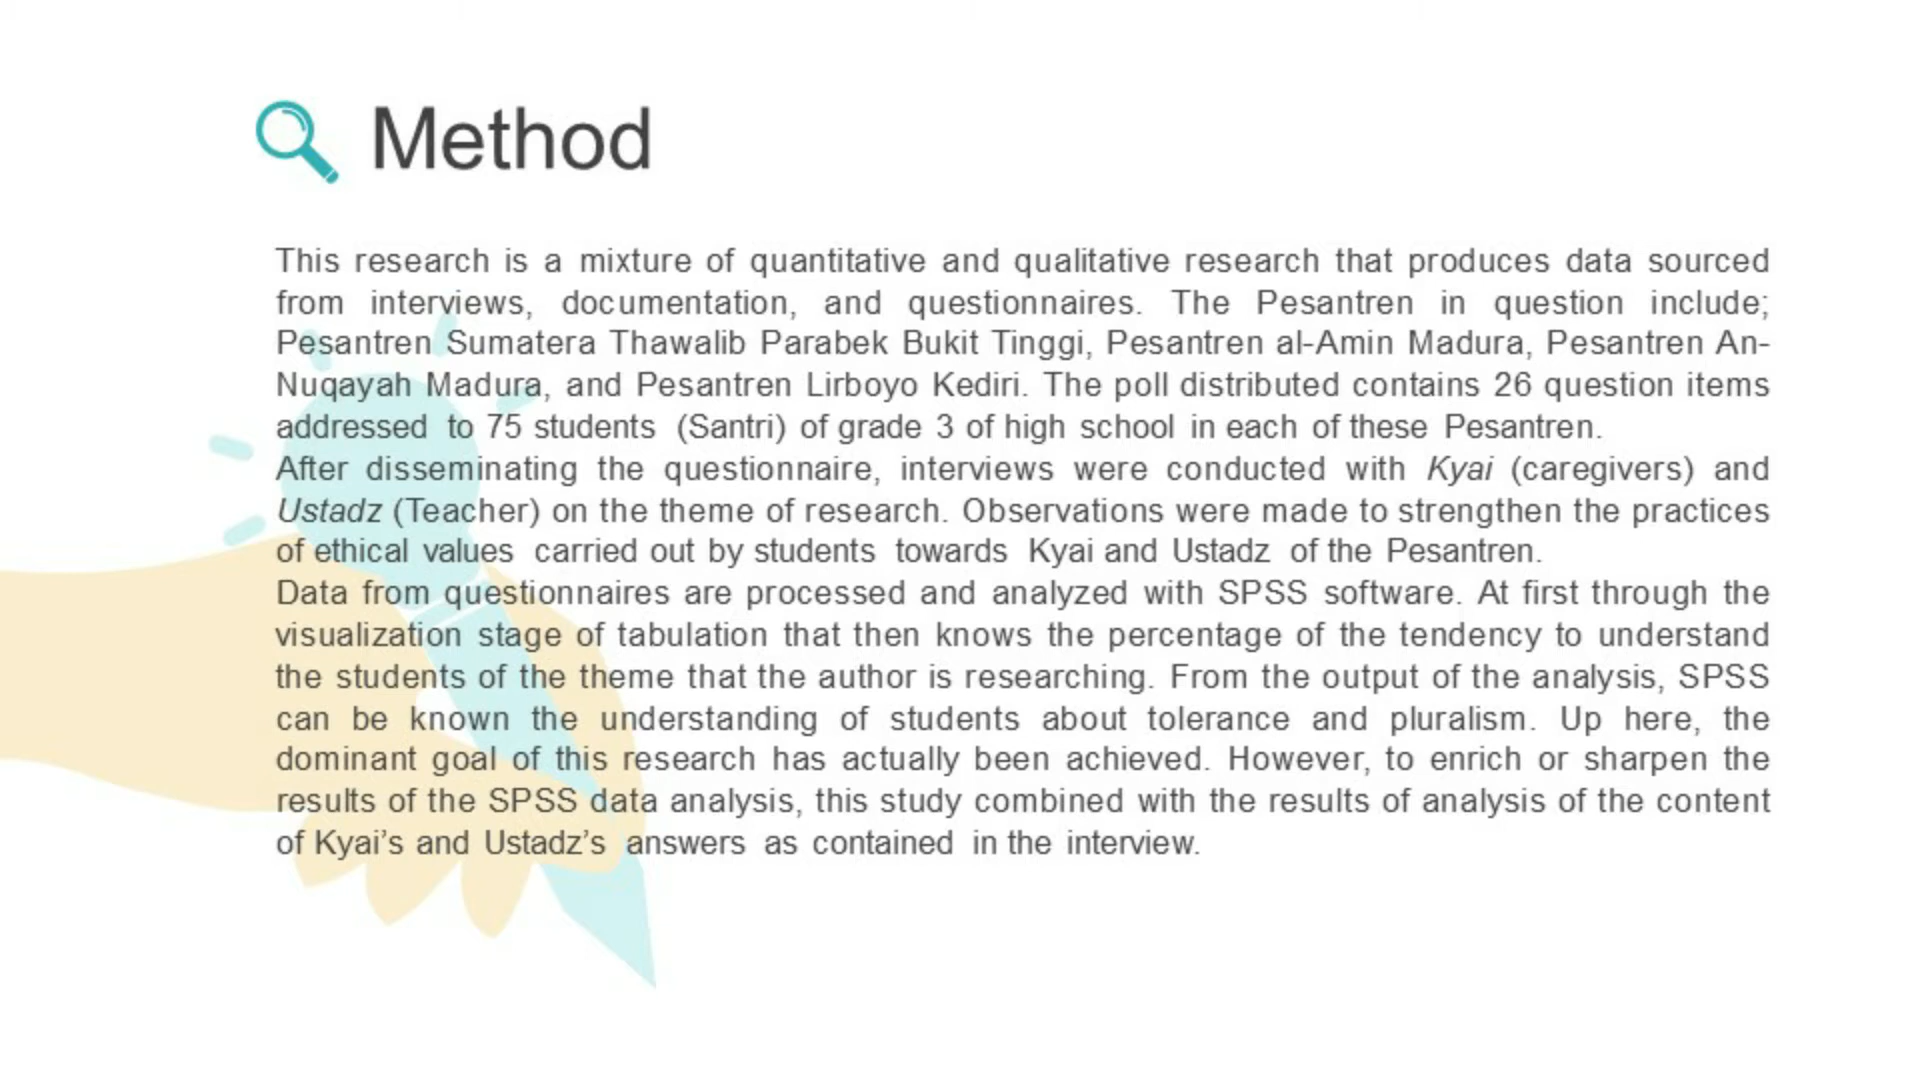 Method
This research is a mixture of quantitative and qualitative research that produces data sourced
from interviews, documentation, and questionnaires. The Pesantren in question include;
Pesantren Sumatera Thawalib Parabek Bukit Tinggi, Pesantren al-Amin Madura, Pesantren An-
Nuqayah Madura, and Pesantren Lirboyo Kediri. The poll distributed contains 26 question items
addressed to 75 students (Santri) of grade 3 of high school in each of these Pesantren.
After disseminating the questionnaire, interviews were conducted with Kyai (caregivers) and
Ustadz (Teacher) on the theme of research. Observations were made to strengthen the practices
of ethical values carried out by students towards Kyai and Ustadz of the Pesantren.
Data from questionnaires are processed and analyzed with SPSS software. At first through the
visualization stage of tabulation that then knows the percentage of the tendency to understand
the students of the theme that the author is researching. From the output of the analysis, SPSS
can be known the understanding of students about tolerance and pluralism. Up here, the
dominant goal of this research has actually been achieved. However, to enrich or sharpen the
results of the SPSS data analysis, this study combined with the results of analysis of the content
of Kyai’s and Ustadz’s answers as contained in the interview.